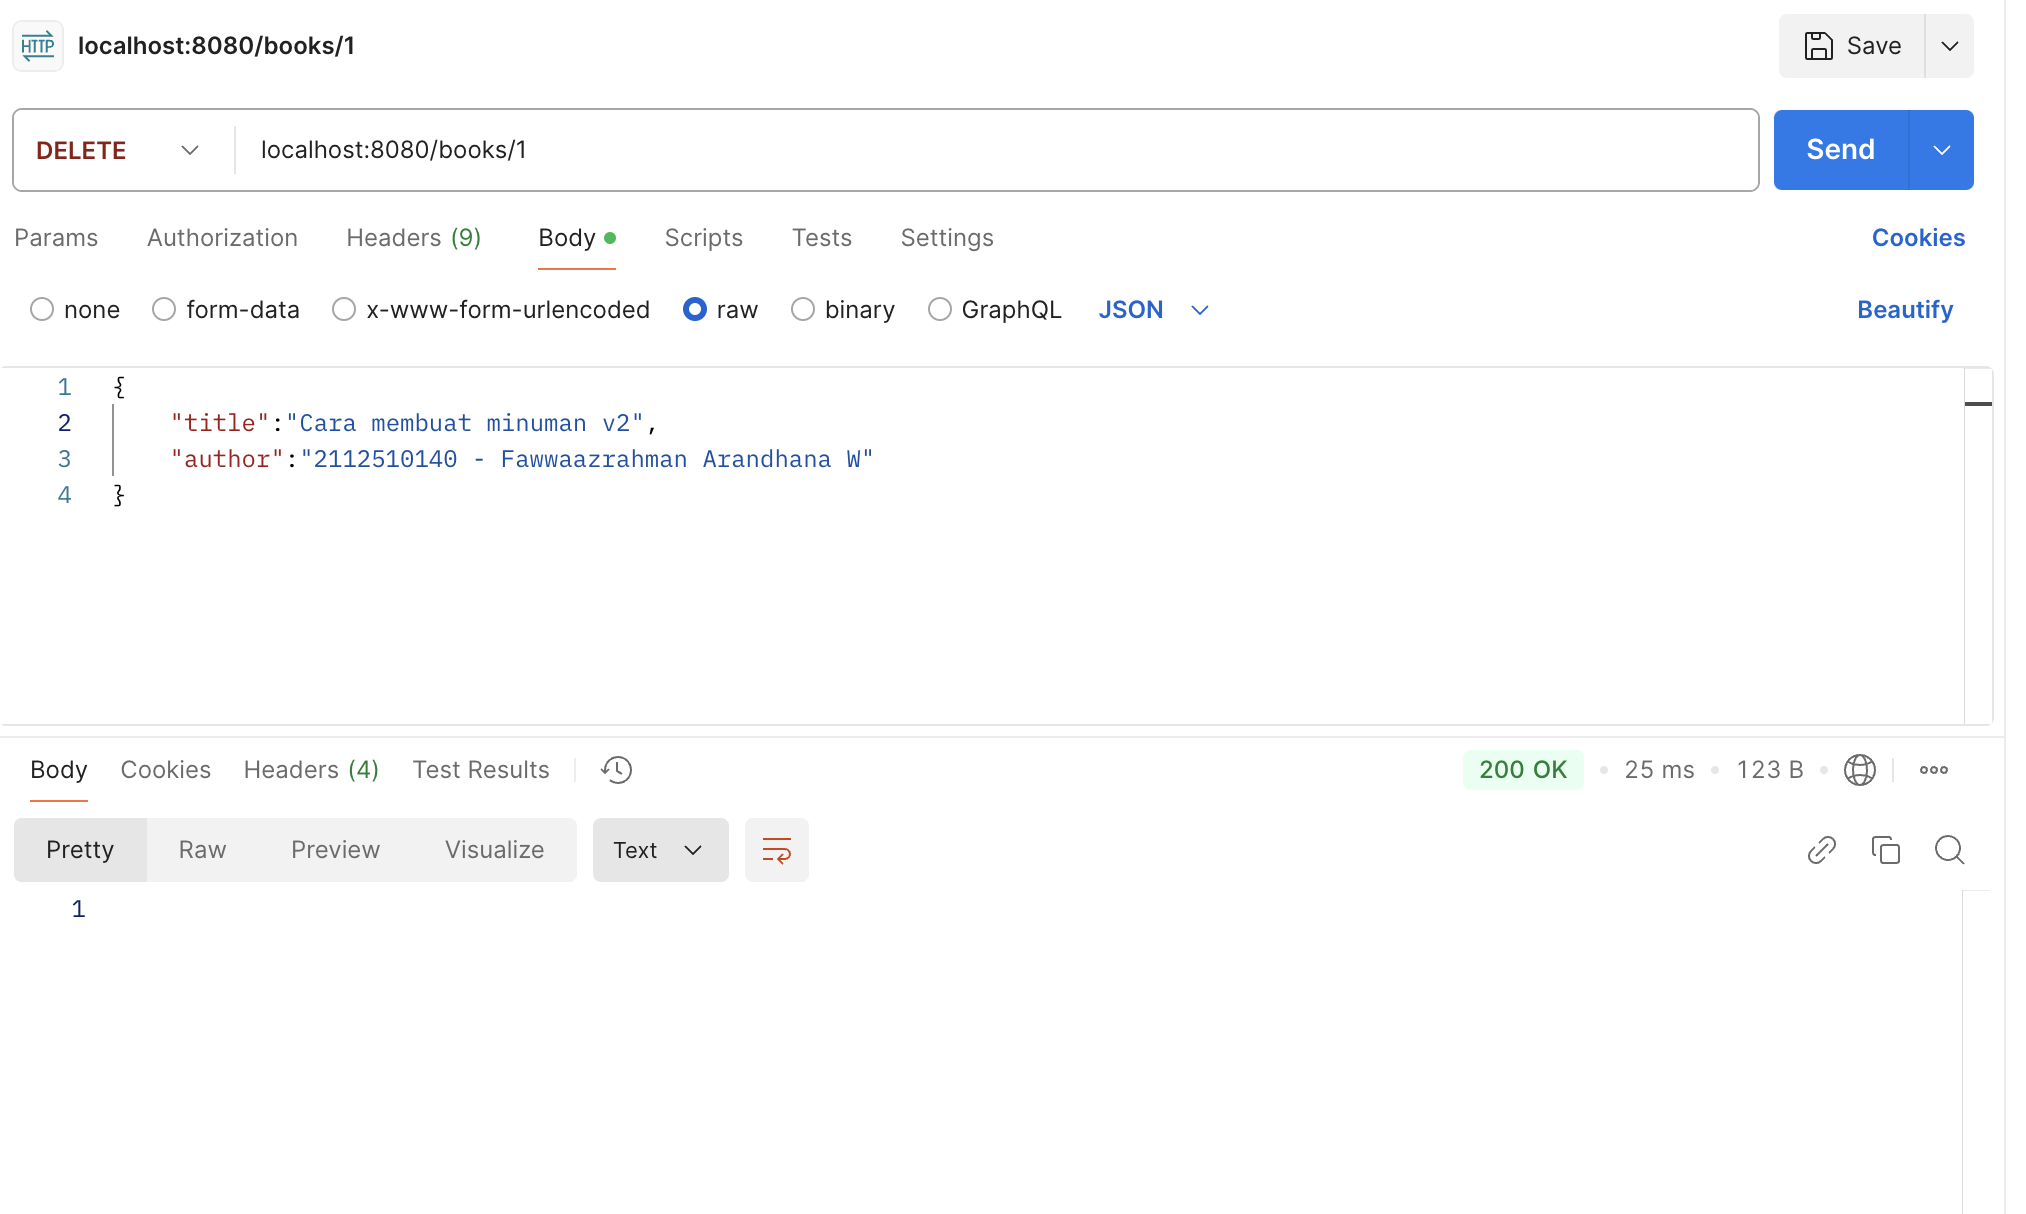 HTTP localhost:8080/books/1 Save
DELETE localhost:8080/books/1 Send
Params Authorization Headers (9) Body Scripts Tests Settings Cookies
none form-data x-www-form-urlencoded raw binary GraphQL JSON Beautify
1 {
2 "title":"Cara membuat minuman v2",
3 "author":"2112510140 - Fawwaazrahman Arandhana W"
4 }
Body Cookies Headers (4) Test Results 200 OK 25 ms 123 B
Pretty Raw Preview Visualize Text
1